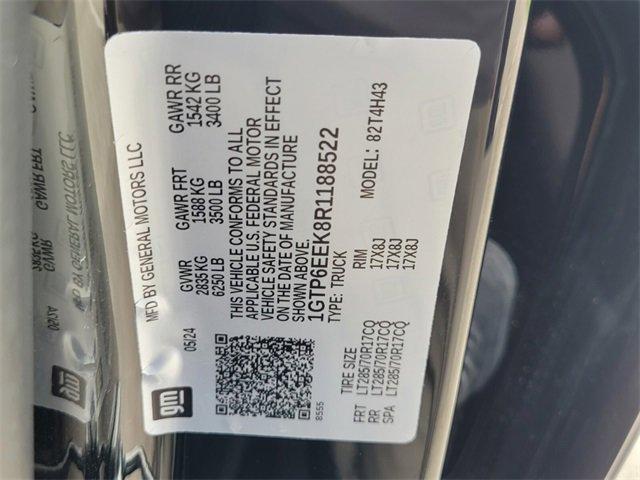 MFD BY GENERAL MOTORS LLC
05/24
GVWR GAWR FRT GAWR RR
2835 KG 1588 KG 1542 KG
6250 LB 3500 LB 3400 LB
THIS VEHICLE CONFORMS TO ALL
APPLICABLE U.S. FEDERAL MOTOR
VEHICLE SAFETY STANDARDS IN EFFECT
ON THE DATE OF MANUFACTURE
SHOWN ABOVE.
1GTP6EEK8R1188522
TYPE: TRUCK MODEL: 82T4H43
gm
8555
TIRE SIZE RIM
FRT LT285/70R17CQ 17X8J
RR LT285/70R17CQ 17X8J
SPA LT285/70R17CQ 17X8J